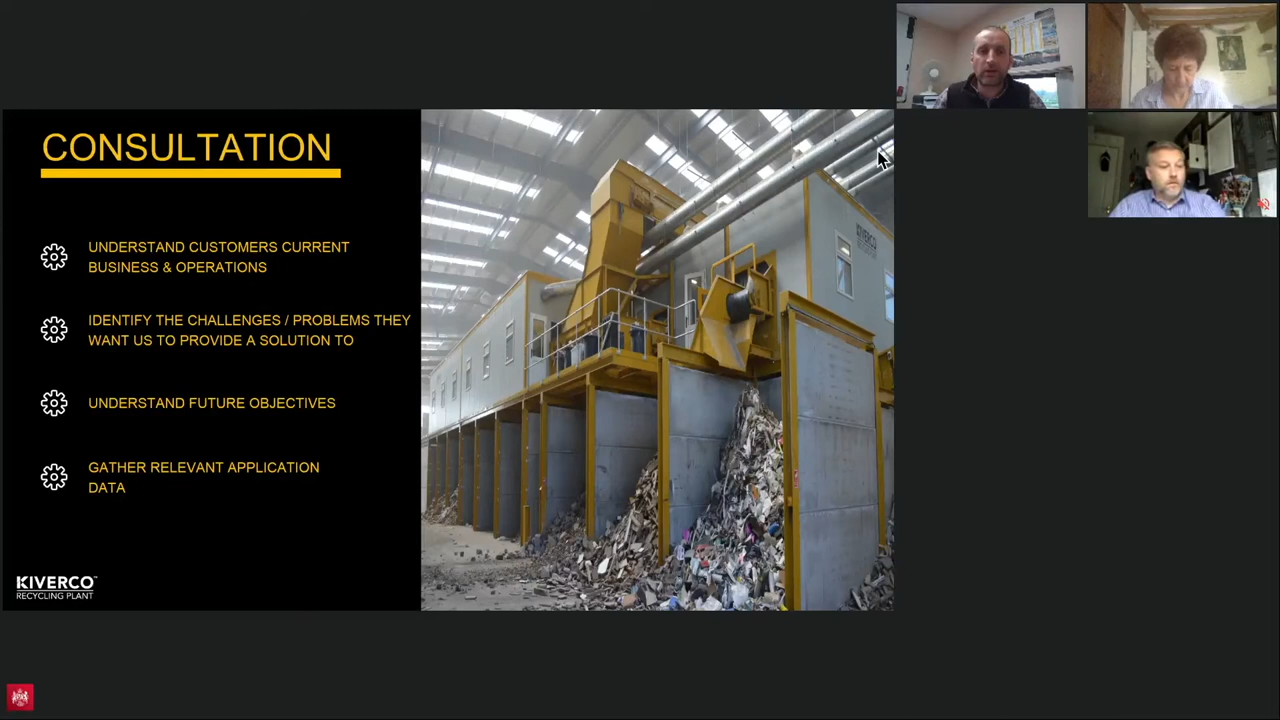 CONSULTATION
UNDERSTAND CUSTOMERS CURRENT
BUSINESS & OPERATIONS
IDENTIFY THE CHALLENGES / PROBLEMS THEY
WANT US TO PROVIDE A SOLUTION TO
UNDERSTAND FUTURE OBJECTIVES
GATHER RELEVANT APPLICATION
DATA
KIVERCO™
RECYCLING PLANT
KIVERCO